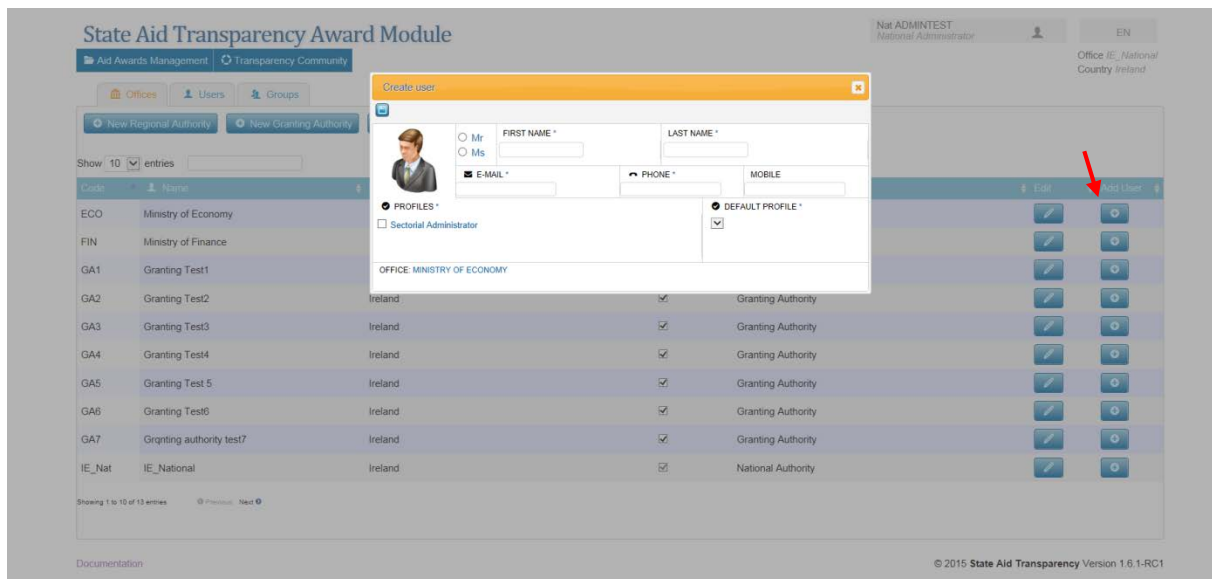 State Aid Transparency Award Module
Nat ADMINTEST
National Administrator
EN
Aid Awards Management Transparency Community
Office IE_National
Country Ireland
Offices Users Groups
New Regional Authority New Granting Authority
Show 10 entries
Code Name Edit Add User
Create user
Mr
Ms
FIRST NAME *
LAST NAME *
E-MAIL *
PHONE *
MOBILE
PROFILES *
DEFAULT PROFILE *
Sectorial Administrator
OFFICE: MINISTRY OF ECONOMY
ECO Ministry of Economy
FIN Ministry of Finance
GA1 Granting Test1
GA2 Granting Test2 Ireland Granting Authority
GA3 Granting Test3 Ireland Granting Authority
GA4 Granting Test4 Ireland Granting Authority
GA5 Granting Test 5 Ireland Granting Authority
GA6 Granting Test6 Ireland Granting Authority
GA7 Grqnting authority test7 Ireland Granting Authority
IE_Nat IE_National Ireland National Authority
Showing 1 to 10 of 13 entries Previous Next
Documentation
© 2015 State Aid Transparency Version 1.6.1-RC1